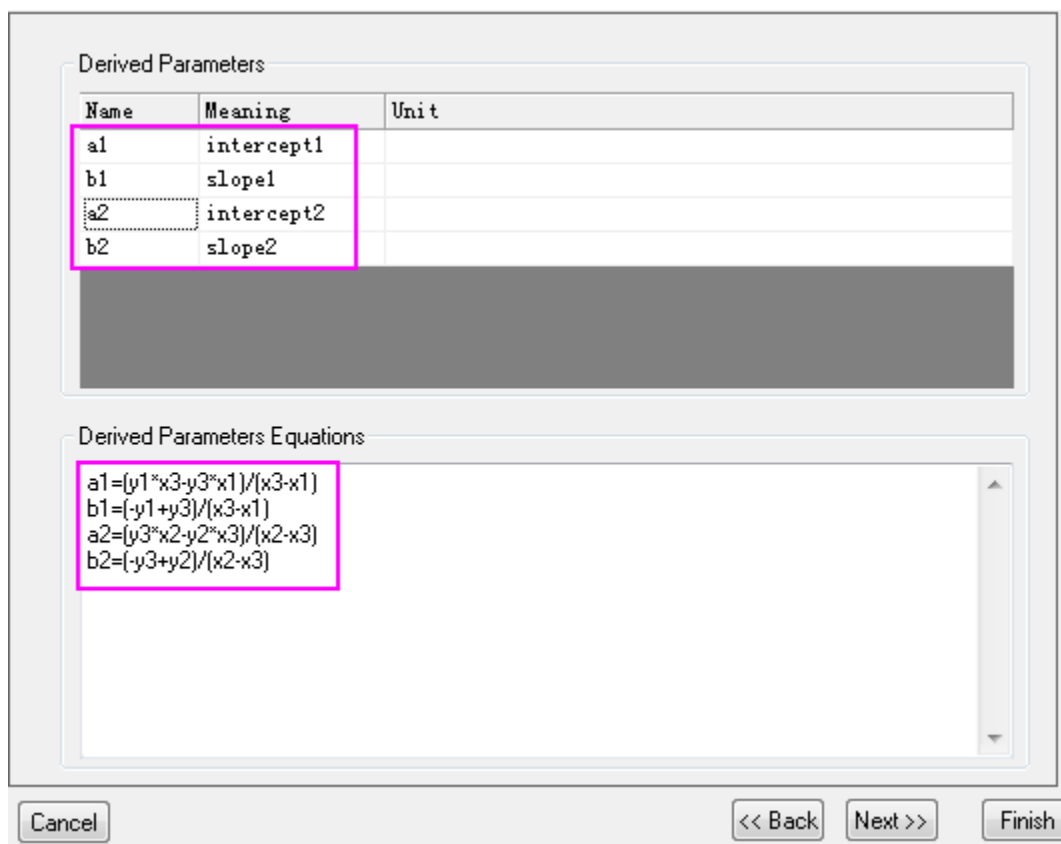 Derived Parameters
Name Meaning Unit
a1 intercept1
b1 slope1
a2 intercept2
b2 slope2
Derived Parameters Equations
a1=(y1*x3-y3*x1)/(x3-x1)
b1=(-y1+y3)/(x3-x1)
a2=(y3*x2-y2*x3)/(x2-x3)
b2=(-y3+y2)/(x2-x3)
Cancel << Back Next >> Finish